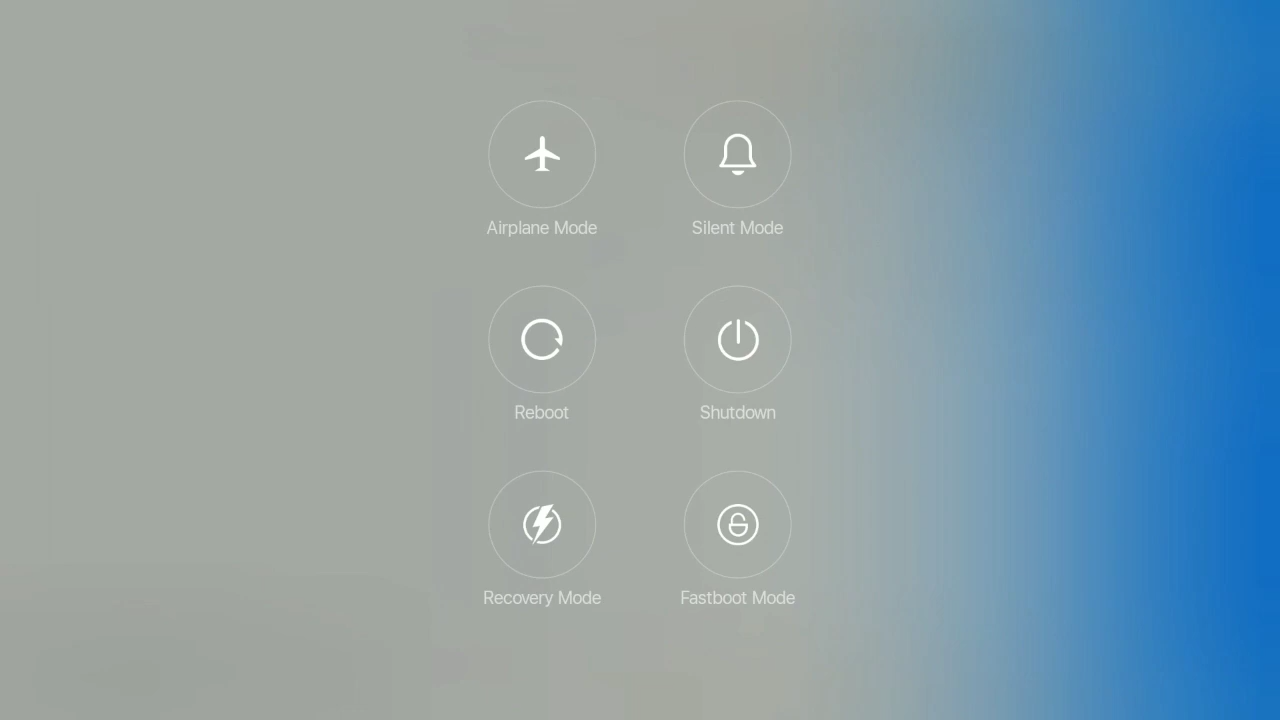 Airplane Mode
Silent Mode
Reboot
Shutdown
Recovery Mode
Fastboot Mode